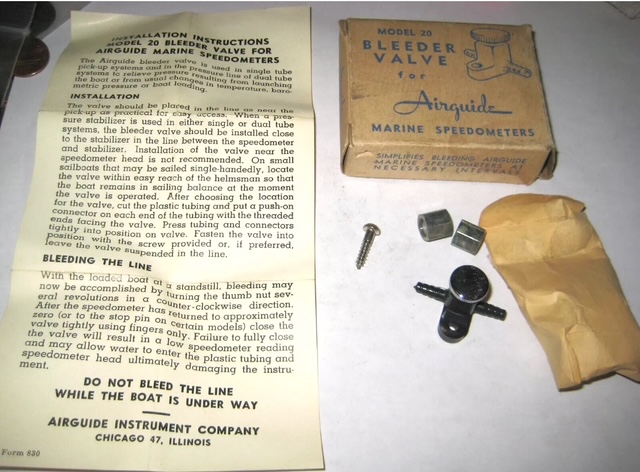 INSTALLATION INSTRUCTIONS
MODEL 20 BLEEDER VALVE FOR
AIRGUIDE MARINE SPEEDOMETERS
The Airguide bleeder valve is used in single tube
pick-up systems and in the pressure line of dual tube
systems to relieve pressure resulting from launching
the boat or from usual changes in temperature, baro-
metric pressure or boat loading.
INSTALLATION
The valve should be placed in the line as near the
pick-up as practical for easy access. When a pres-
sure stabilizer is used in either single or dual tube
systems, the bleeder valve should be installed close
to the stabilizer in the line between the speedometer
and stabilizer. Installation of the valve near the
speedometer head is not recommended. On small
sailboats that may be sailed single-handedly, locate
the valve within easy reach of the helmsman so that
the boat remains in sailing balance at the moment
the valve is operated. After choosing the location
for the valve, cut the plastic tubing and put a push-on
connector on each end of the tubing with the threaded
ends facing the valve. Press tubing and connectors
tightly into position on valve. Fasten the valve into
position with the screw provided or, if preferred,
leave the valve suspended in the line.
BLEEDING THE LINE
With the loaded boat at a standstill, bleeding may
now be accomplished by turning the thumb nut sev-
eral revolutions in a counter-clockwise direction.
After the speedometer has returned to approximately
zero (or to the stop pin on certain models) close the
valve tightly using fingers only. Failure to fully close
the valve will result in a low speedometer reading
and may allow water to enter the plastic tubing and
speedometer head ultimately damaging the instru-
ment.
DO NOT BLEED THE LINE
WHILE THE BOAT IS UNDER WAY
AIRGUIDE INSTRUMENT COMPANY
CHICAGO 47, ILLINOIS
Form 830
MODEL 20
BLEEDER
VALVE
for
Airguide
MARINE SPEEDOMETERS
SIMPLIFIES BLEEDING AIRGUIDE
MARINE SPEEDOMETERS AT
NECESSARY INTERVALS